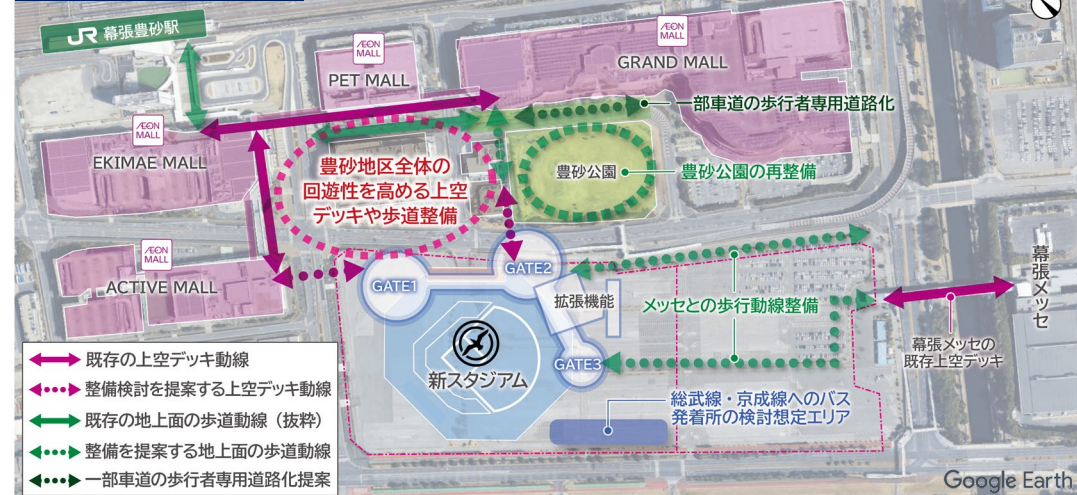 JR 幕張豊砂駅
ÆON MALL
PET MALL
ÆON MALL
GRAND MALL
一部車道の歩行者専用道路化
ÆON MALL
EKIMAE MALL
豊砂地区全体の
回遊性を高める上空
デッキや歩道整備
豊砂公園
豊砂公園の再整備
ÆON MALL
ACTIVE MALL
GATE1
GATE2
拡張機能
メッセとの歩行動線整備
幕張メッセ
幕張メッセの
既存上空デッキ
新スタジアム
GATE3
総武線・京成線へのバス
発着所の検討想定エリア
既存の上空デッキ動線
整備検討を提案する上空デッキ動線
既存の地上面の歩道動線（抜粋）
整備を提案する地上面の歩道動線
一部車道の歩行者専用道路化提案
Google Earth